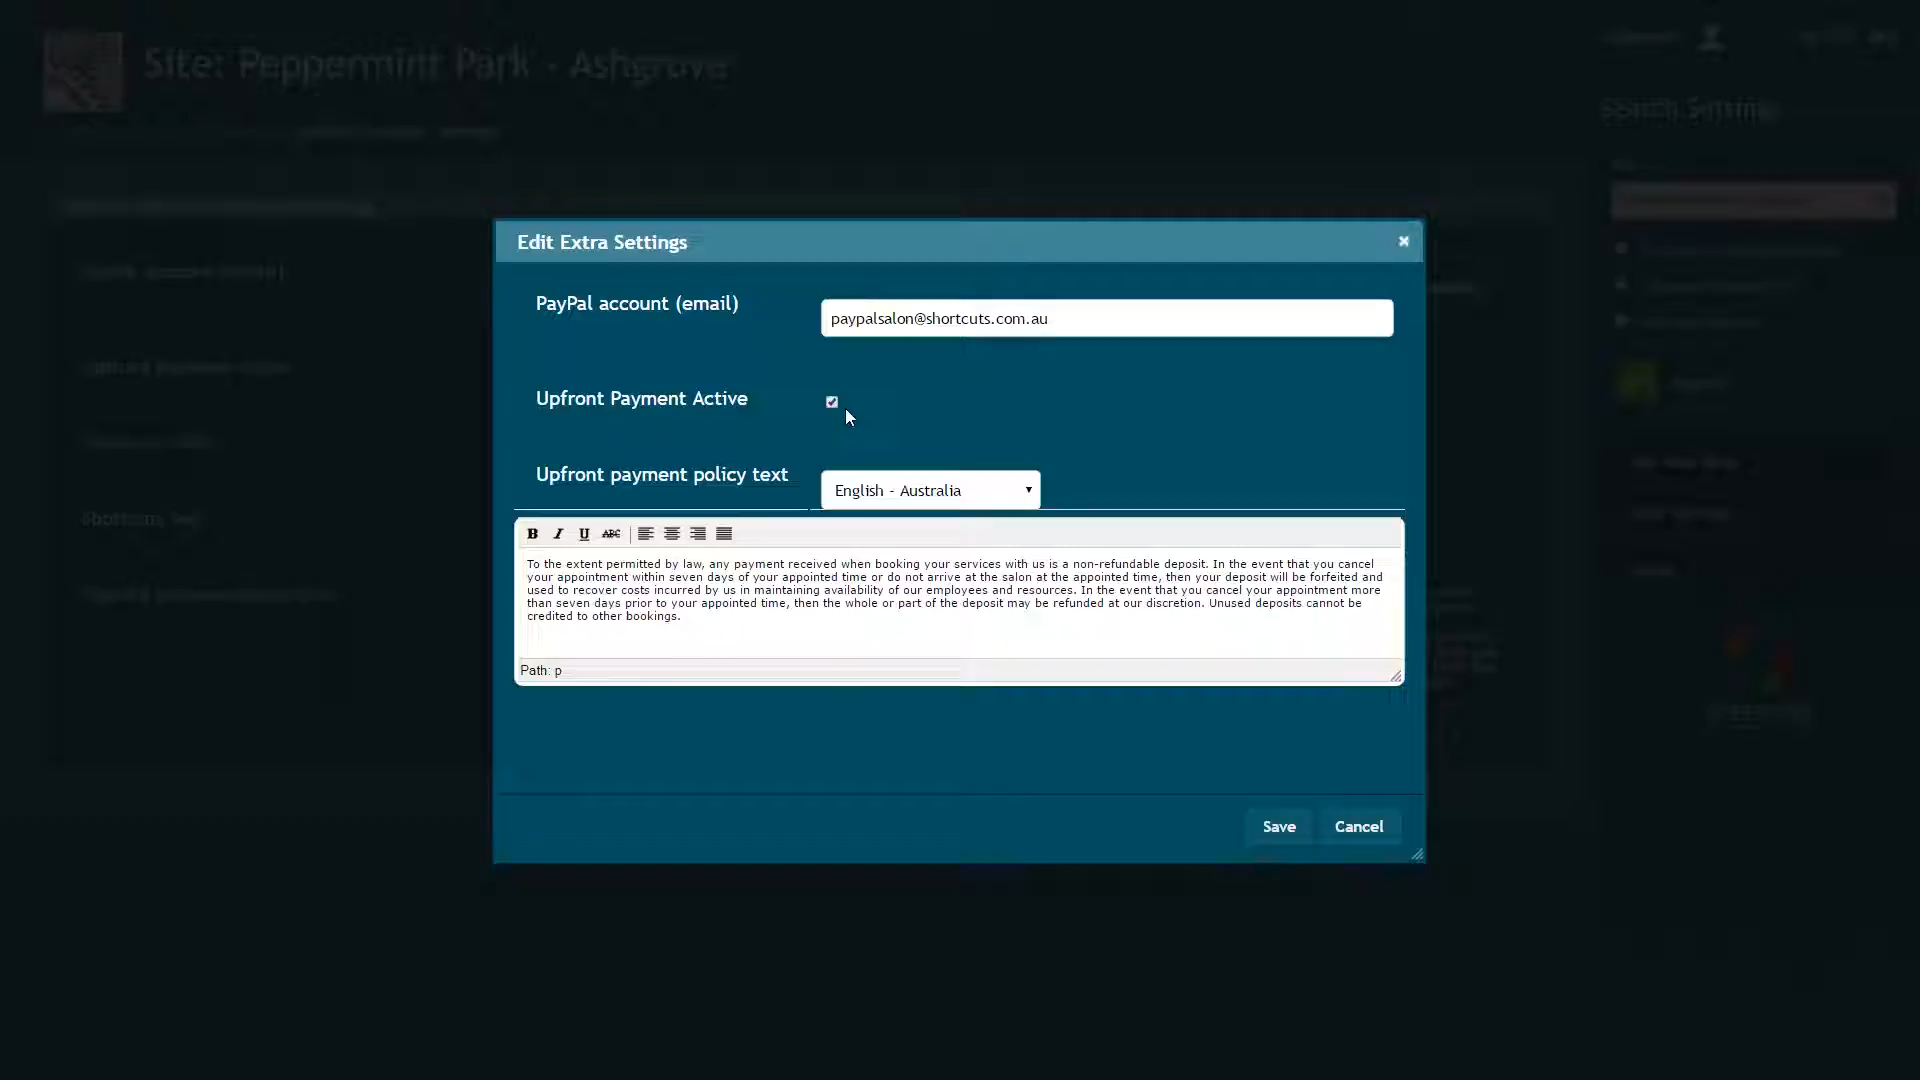 Site: Peppermint Park - Ashgrove
Edit Extra Settings
PayPal account (email)
paypalsalon@shortcuts.com.au
Upfront Payment Active
Upfront payment policy text
English - Australia
B I U ABC
To the extent permitted by law, any payment received when booking your services with us is a non-refundable deposit. In the event that you cancel
your appointment within seven days of your appointed time or do not arrive at the salon at the appointed time, then your deposit will be forfeited and
used to recover costs incurred by us in maintaining availability of our employees and resources. In the event that you cancel your appointment more
than seven days prior to your appointed time, then the whole or part of the deposit may be refunded at our discretion. Unused deposits cannot be
credited to other bookings.
Path: p
Save Cancel